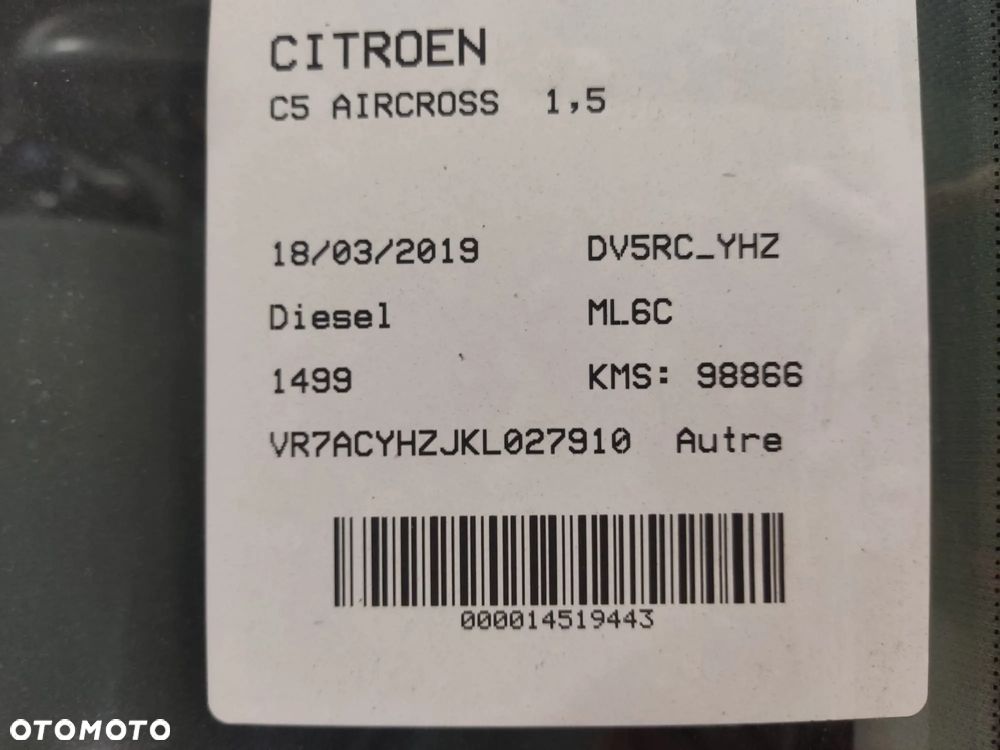 CITROEN
C5 AIRCROSS 1,5
18/03/2019 DV5RC_YHZ
Diesel ML6C
1499 KMS: 98866
VR7ACYHZJKL027910 Autre
000014519443
OTOMOTO